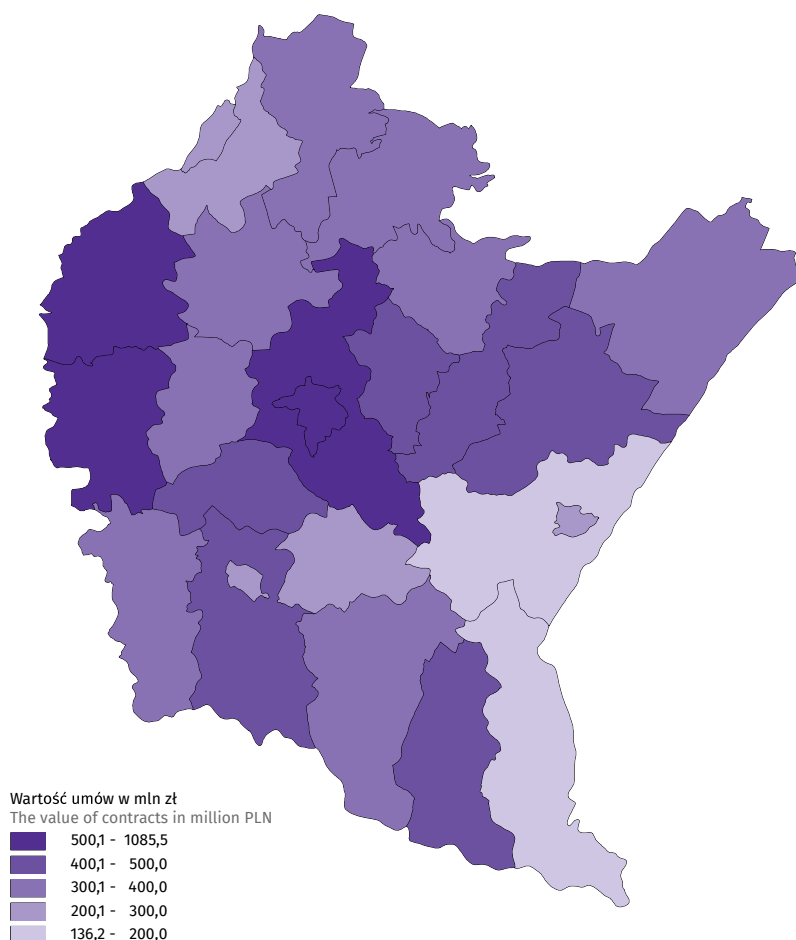 Wartość umów w mln zł
The value of contracts in million PLN
500,1 - 1085,5
400,1 - 500,0
300,1 - 400,0
200,1 - 300,0
136,2 - 200,0